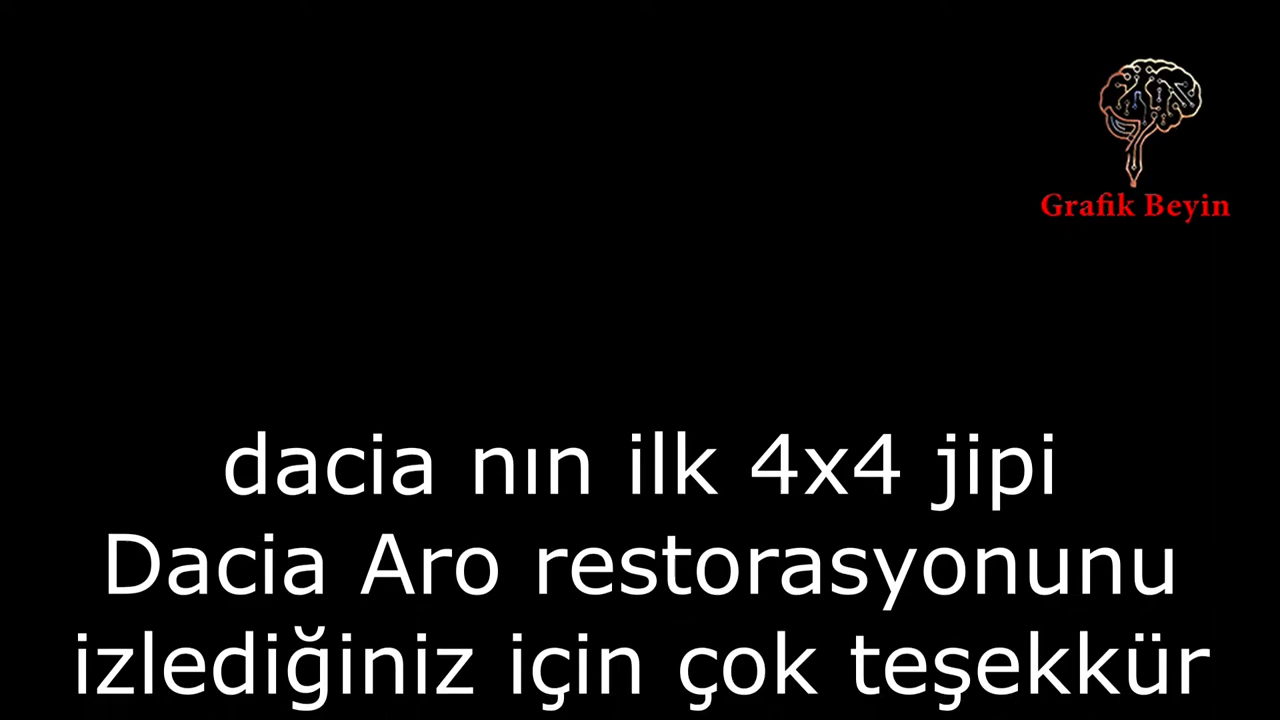 Grafik Beyin
dacia nın ilk 4x4 jipi
Dacia Aro restorasyonunu
izlediğiniz için çok teşekkür